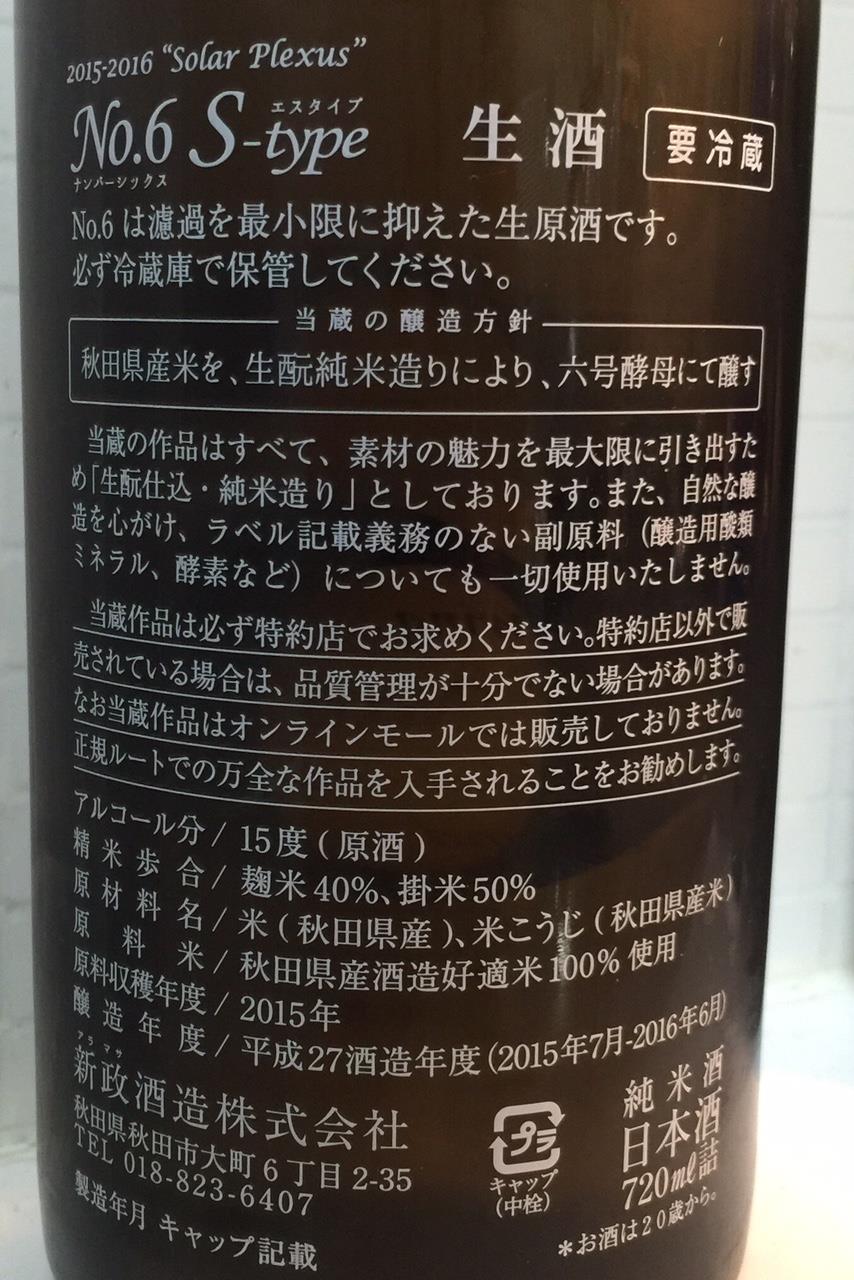 2015-2016 “Solar Plexus”
エスタイプ
No.6 S-type 生酒 要冷蔵
ナンバーシックス
No.6 は濾過を最小限に抑えた生原酒です。
必ず冷蔵庫で保管してください。
当蔵の醸造方針
秋田県産米を、生酛純米造りにより、六号酵母にて醸す
当蔵の作品はすべて、素材の魅力を最大限に引き出すた
め「生酛仕込・純米造り」としております。また、自然な醸
造を心がけ、ラベル記載義務のない副原料（醸造用酸類
ミネラル、酵素など）についても一切使用いたしません。
当蔵作品は必ず特約店でお求めください。特約店以外で販
売されている場合は、品質管理が十分でない場合があります。
なお当蔵作品はオンラインモールでは販売しておりません。
正規ルートでの万全な作品を入手されることをお勧めします。
アルコール分 / 15度 ( 原酒 )
精米歩合 / 麹米 40%、掛米 50%
原材料名 / 米 ( 秋田県産 )、米こうじ ( 秋田県産米 )
原料米 / 秋田県産酒造好適米 100% 使用
原料収穫年度 / 2015年
醸造年度 / 平成27酒造年度 (2015年7月-2016年6月)
アラマサ
新政酒造株式会社
秋田県秋田市大町6丁目2-35
TEL 018-823-6407
製造年月 キャップ記載
プラ
キャップ
(中栓)
純米酒
日本酒
720ml詰
＊お酒は20歳から。